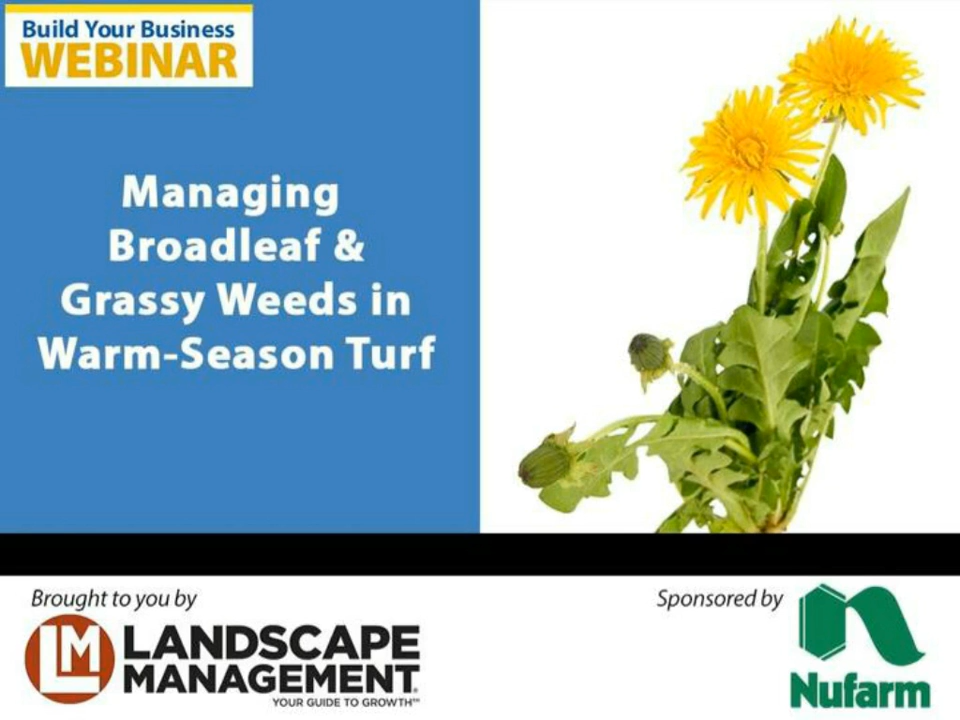 Build Your Business
WEBINAR
Managing
Broadleaf &
Grassy Weeds in
Warm-Season Turf
Brought to you by
LM LANDSCAPE
MANAGEMENT®
YOUR GUIDE TO GROWTH™
Sponsored by
n
Nufarm